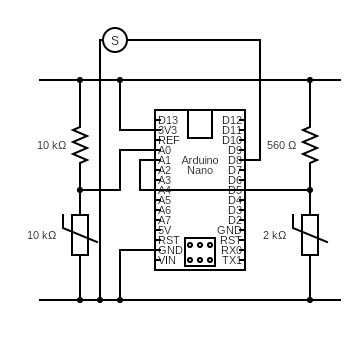 S
D13 D12
3V3 D11
REF D10
10 kΩ 560 Ω
A0 D9
A1 Arduino D8
A2 Nano D7
A3 D6
A4 D5
A5 D4
A6 D3
A7 D2
5V GND
10 kΩ 2 kΩ
RST RST
GND RX0
VIN TX1